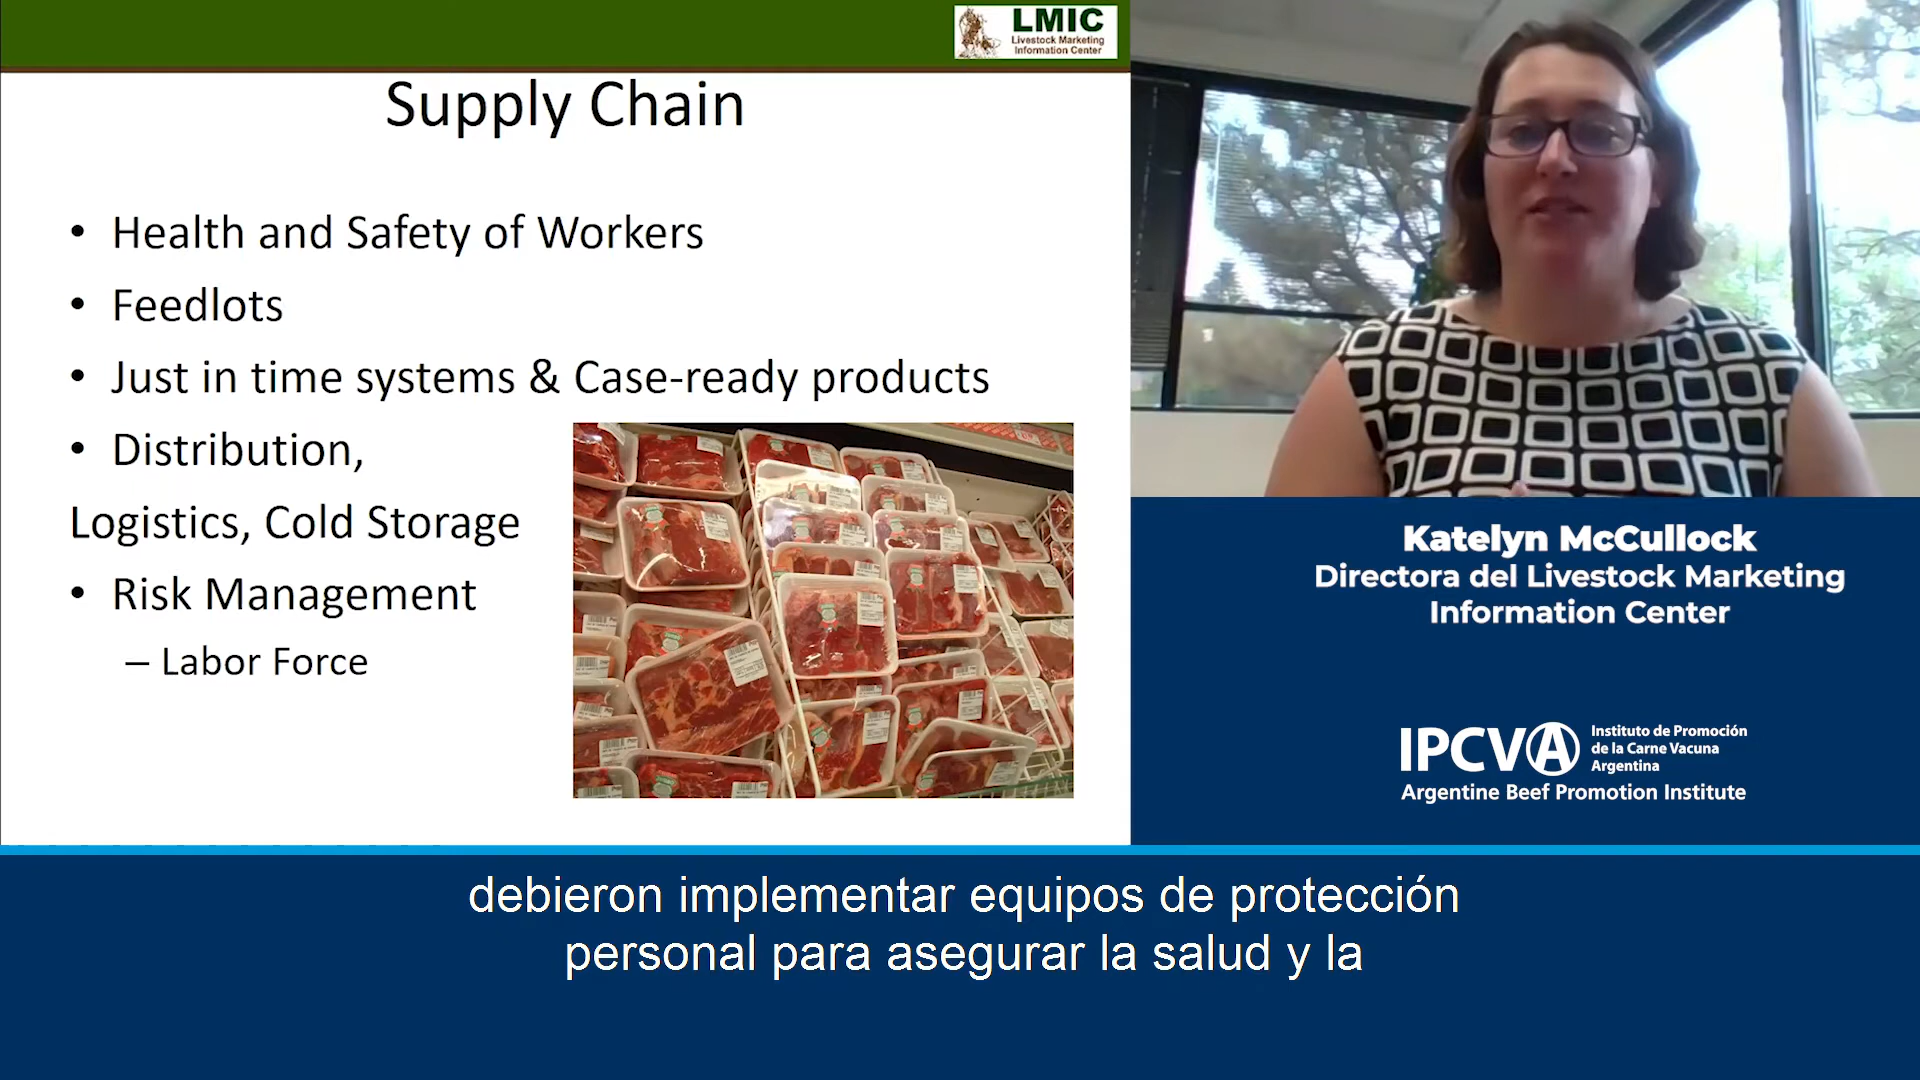 LMIC
Livestock Marketing
Information Center
Supply Chain
• Health and Safety of Workers
• Feedlots
• Just in time systems & Case-ready products
• Distribution,
Logistics, Cold Storage
• Risk Management
– Labor Force
Katelyn McCullock
Directora del Livestock Marketing
Information Center
IPCVA
Instituto de Promoción
de la Carne Vacuna
Argentina
Argentine Beef Promotion Institute
debieron implementar equipos de protección
personal para asegurar la salud y la